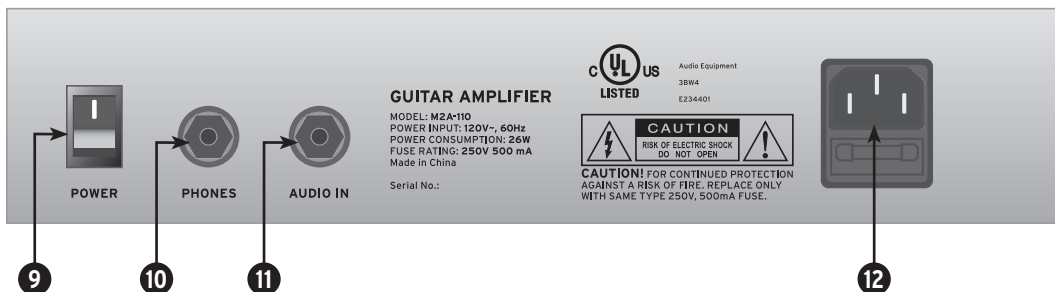 GUITAR AMPLIFIER
MODEL: M2A-110
POWER INPUT: 120V~, 60Hz
POWER CONSUMPTION: 26W
FUSE RATING: 250V 500 mA
Made in China
Serial No.:
C UL US
LISTED
Audio Equipment
3BW4
E234401
CAUTION
RISK OF ELECTRIC SHOCK
DO NOT OPEN
CAUTION! FOR CONTINUED PROTECTION
AGAINST A RISK OF FIRE. REPLACE ONLY
WITH SAME TYPE 250V, 500mA FUSE.
POWER
PHONES
AUDIO IN
9
10
11
12